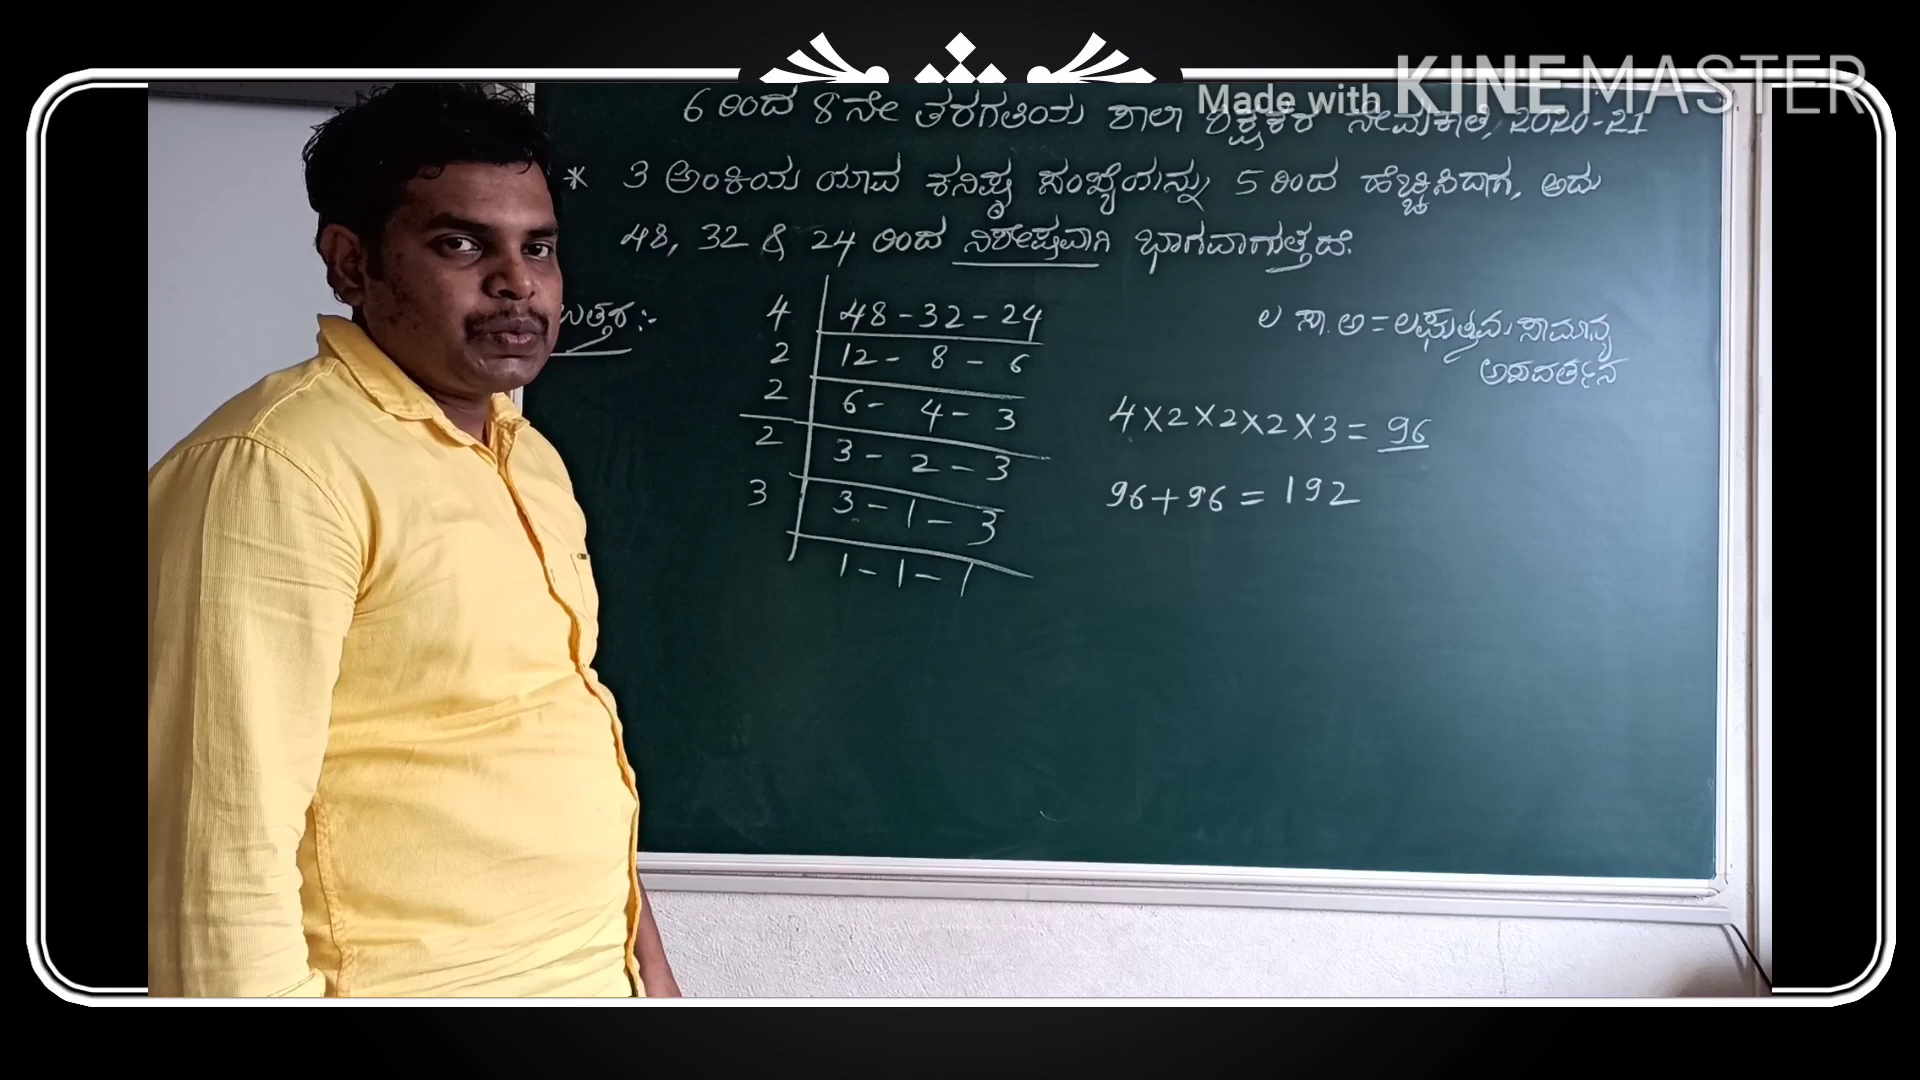 Made with KINEMASTER
6 ರಿಂದ 8ನೇ ತರಗತಿಯ ಶಾಲಾ ಶಿಕ್ಷಕರ ನೇಮಕಾತಿ, 2020-21
* 3 ಅಂಕಿಯ ಯಾವ ಕನಿಷ್ಠ ಸಂಖ್ಯೆಯನ್ನು 5 ರಿಂದ ಹೆಚ್ಚಿಸಿದಾಗ, ಅದು
48, 32 & 24 ರಿಂದ ನಿಶೇಷವಾಗಿ ಭಾಗವಾಗುತ್ತದೆ.
ಉತ್ತರ:-
4 48 - 32 - 24
2 12 - 8 - 6
2 6 - 4 - 3
2 3 - 2 - 3
3 3 - 1 - 3
1 - 1 - 1
ಲ ಸಾ. ಅ = ಲಘುತ್ತಮ ಸಾಮಾನ್ಯ
ಅಪವರ್ತನ
4 X 2 X 2 X 2 X 3 = 96
96 + 96 = 192